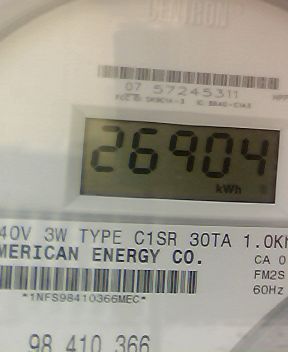 CENTRON
07 57245311
26904
kWh
40V 3W TYPE C1SR 30TA 1.0K
MERICAN ENERGY CO.
CA 0
FM2S
60Hz
*1NFS98410366MEC*
98 410 366